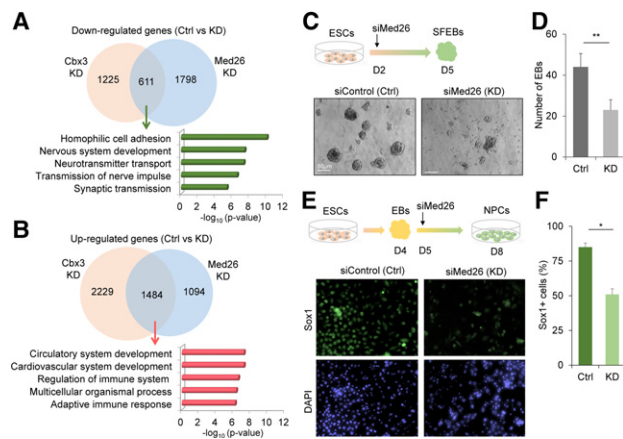 A
Down-regulated genes (Ctrl vs KD)
Cbx3
KD
Med26
KD
1225
611
1798
Homophilic cell adhesion
Nervous system development
Neurotransmitter transport
Transmission of nerve impulse
Synaptic transmission
0 2 4 6 8 10 12
-log10 (p-value)
B
Up-regulated genes (Ctrl vs KD)
Cbx3
KD
Med26
KD
2229
1484
1094
Circulatory system development
Cardiovascular system development
Regulation of immune system
Multicellular organismal process
Adaptive immune response
0 2 4 6 8 10 12
-log10 (p-value)
C
siMed26
ESCs
SFEBs
D2
D5
siControl (Ctrl)
siMed26 (KD)
D
Number of EBs
60
50
40
30
20
10
0
**
Ctrl
KD
E
siMed26
ESCs
EBs
NPCs
D4
D5
D8
siControl (Ctrl)
siMed26 (KD)
Sox1
DAPI
F
Sox1+ cells (%)
100
75
50
25
0
*
Ctrl
KD